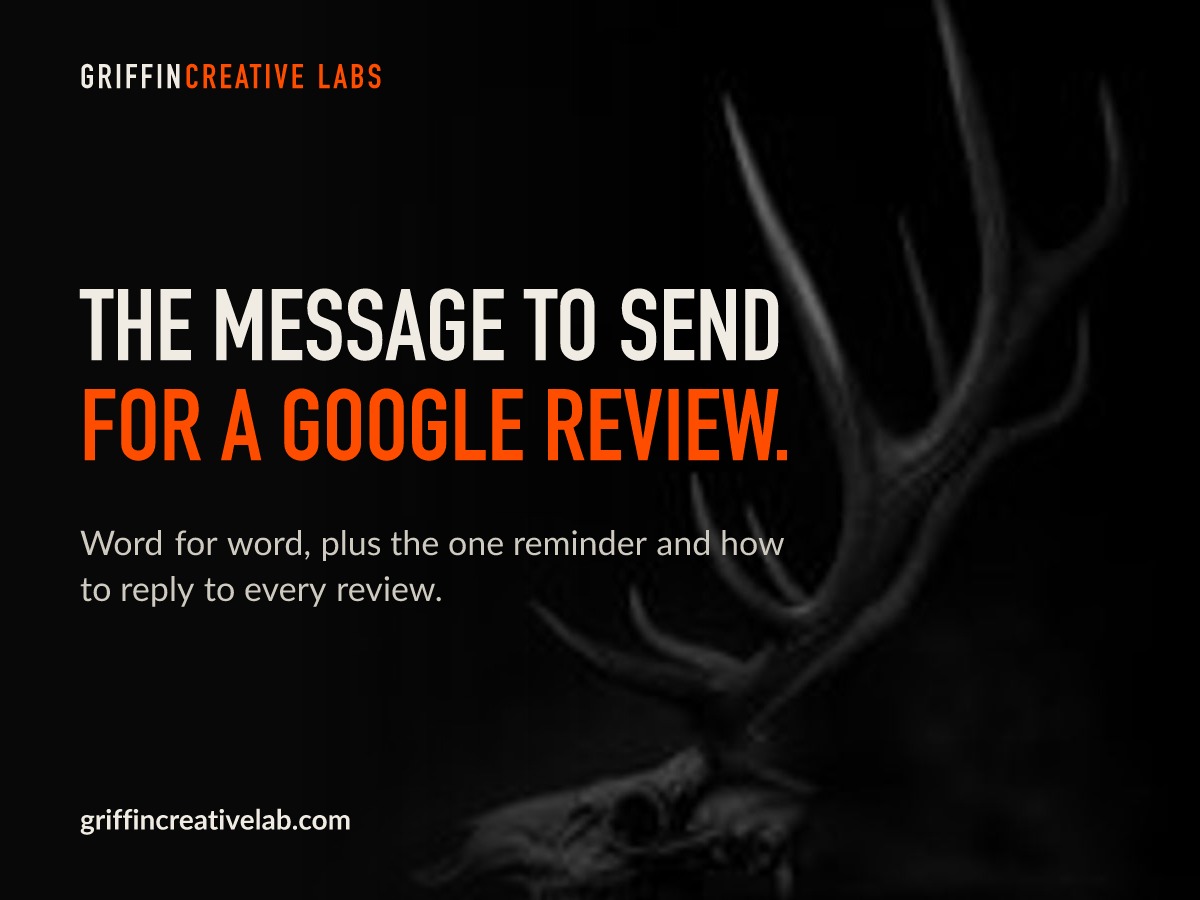 GRIFFINCREATIVE LABS
THE MESSAGE TO SEND
FOR A GOOGLE REVIEW.
Word for word, plus the one reminder and how
to reply to every review.
griffincreativelab.com